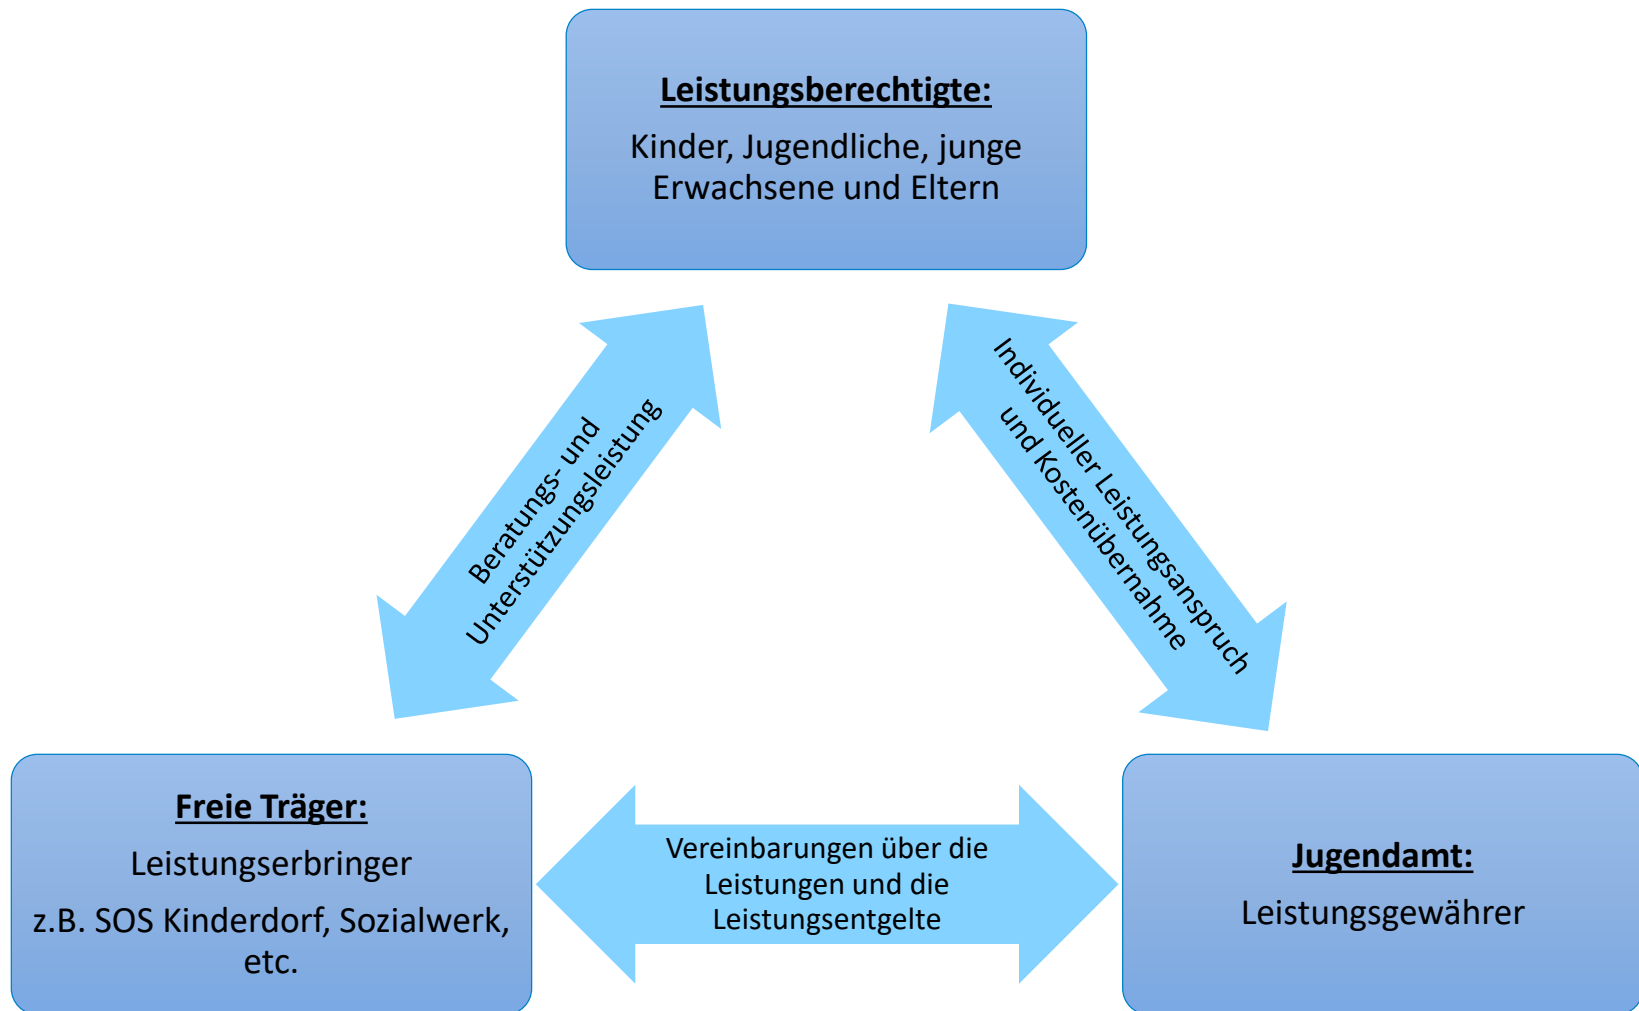 Leistungsberechtigte:
Kinder, Jugendliche, junge
Erwachsene und Eltern
Beratungs- und
Unterstützungsleistung
Individueller Leistungsanspruch
und Kostenübernahme
Freie Träger:
Leistungserbringer
z.B. SOS Kinderdorf, Sozialwerk,
etc.
Vereinbarungen über die
Leistungen und die
Leistungsentgelte
Jugendamt:
Leistungsgewährer